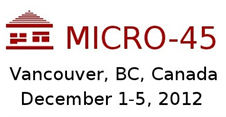 MICRO-45
Vancouver, BC, Canada
December 1-5, 2012